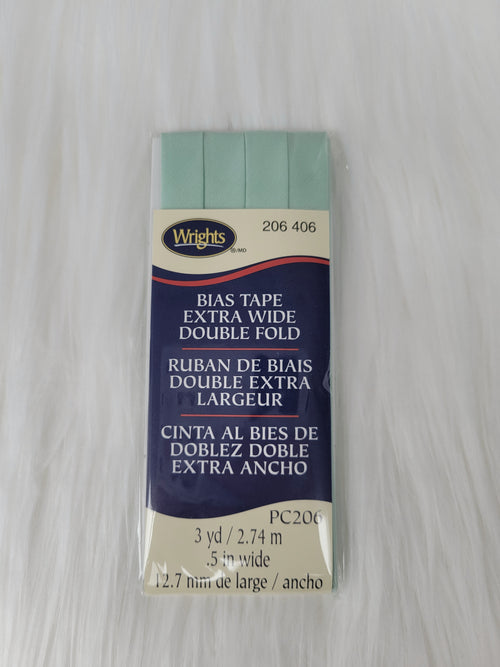 Wrights
®/MD
206 406
BIAS TAPE
EXTRA WIDE
DOUBLE FOLD
RUBAN DE BIAIS
DOUBLE EXTRA
LARGEUR
CINTA AL BIES DE
DOBLEZ DOBLE
EXTRA ANCHO
PC206
3 yd / 2.74 m
.5 in wide
12.7 mm de large / ancho